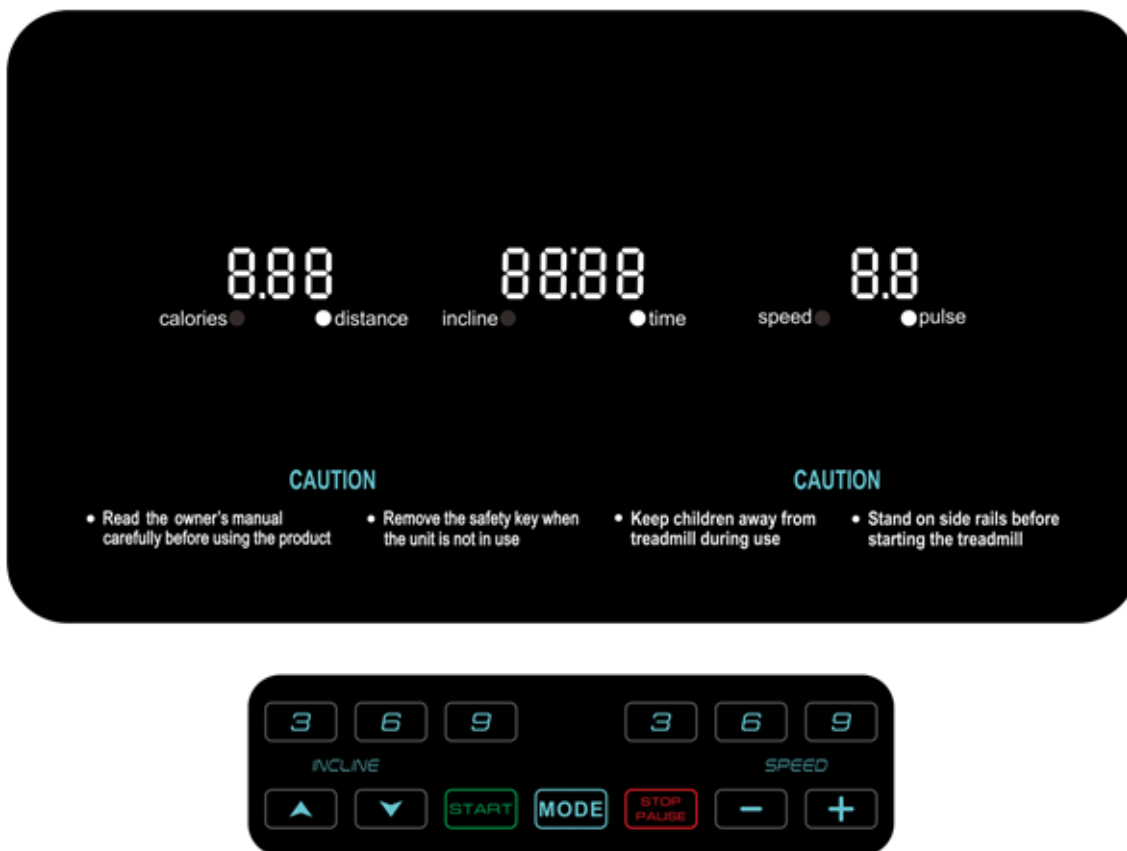 8.88 88:88 8.8
calories distance incline time speed pulse
CAUTION
• Read the owner's manual
carefully before using the product
• Remove the safety key when
the unit is not in use
CAUTION
• Keep children away from
treadmill during use
• Stand on side rails before
starting the treadmill
3 6 9 3 6 9
INCLINE SPEED
START MODE STOP
PAUSE − +